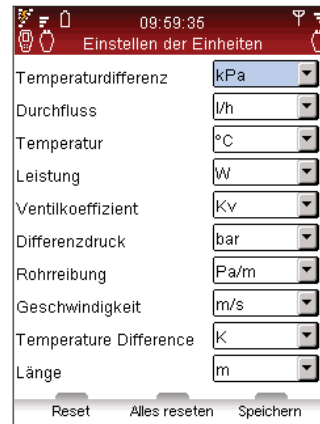 09:59:35
Einstellen der Einheiten
Temperaturdifferenz kPa
Durchfluss l/h
Temperatur °C
Leistung W
Ventilkoeffizient Kv
Differenzdruck bar
Rohrreibung Pa/m
Geschwindigkeit m/s
Temperature Difference K
Länge m
Reset Alles reseten Speichern